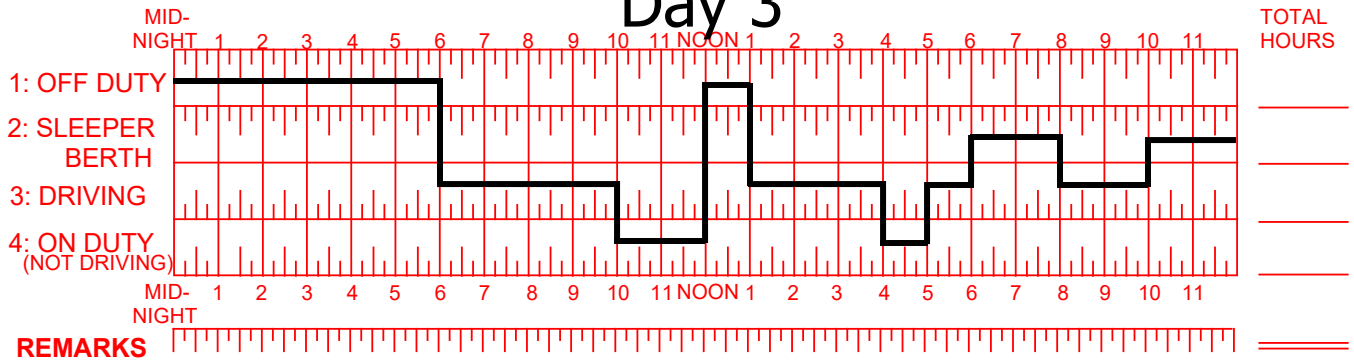 Day 3
MID-
NIGHT 1 2 3 4 5 6 7 8 9 10 11 NOON 1 2 3 4 5 6 7 8 9 10 11
TOTAL
HOURS
1: OFF DUTY
2: SLEEPER
BERTH
3: DRIVING
4: ON DUTY
(NOT DRIVING)
MID-
NIGHT
1 2 3 4 5 6 7 8 9 10 11 NOON 1 2 3 4 5 6 7 8 9 10 11
REMARKS